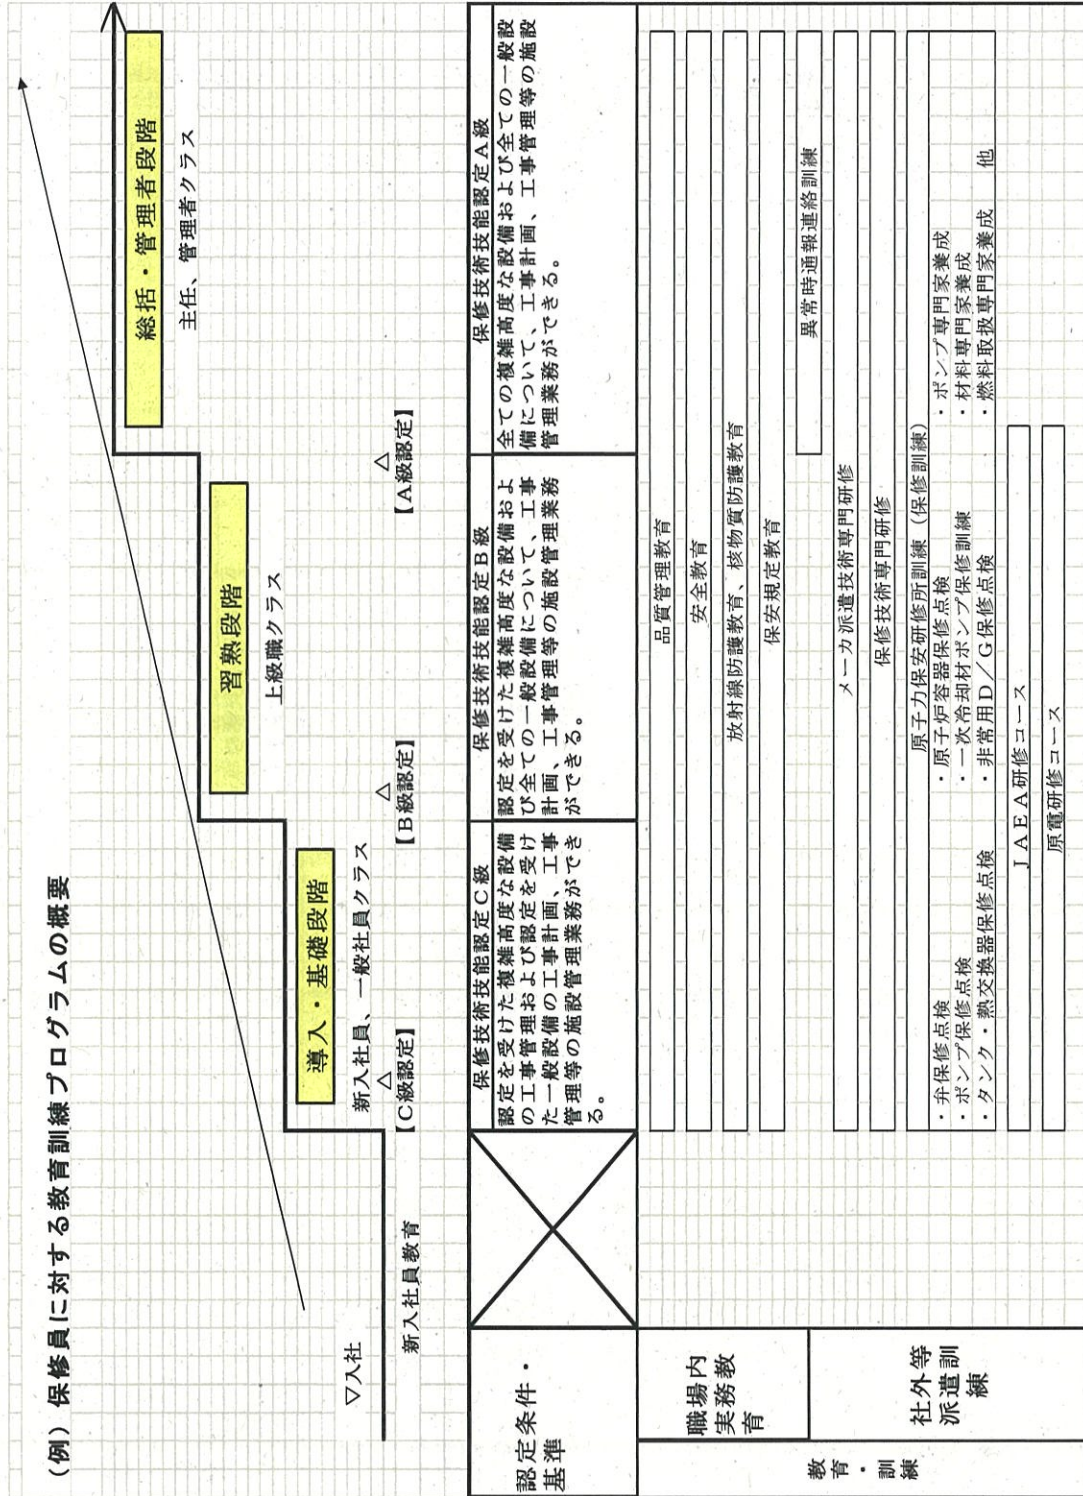 (例) 保修員に対する教育訓練プログラムの概要
▽入社
新入社員教育
導入・基礎段階
新入社員、一般社員クラス
△
【C級認定】
習熟段階
上級職クラス
△
【B級認定】
総括・管理者段階
主任、管理者クラス
△
【A級認定】
認定条件・
基準
保修技術技能認定C級
認定を受けた複雑高度な設備
の工事管理および認定を受け
た一般設備の工事計画、工事
管理等の施設管理業務ができ
る。
保修技術技能認定B級
認定を受けた複雑高度な設備およ
び全ての一般設備について、工事
計画、工事管理等の施設管理業務
ができる。
保修技術技能認定A級
全ての複雑高度な設備および全ての一般設
備について、工事計画、工事管理等の施設
管理業務ができる。
教育・訓練
職場内
実務教
育
品質管理教育
安全教育
放射線防護教育、核物質防護教育
保安規定教育
異常時通報連絡訓練
社外等
派遣訓
練
メーカ派遣技術専門研修
保修技術専門研修
原子力保安研修所訓練(保修訓練)
・弁保修点検
・ポンプ保修点検
・タンク・熱交換器保修点検
・原子炉容器保修点検
・一次冷却材ポンプ保修訓練
・非常用D/G保修点検
・ポンプ専門家養成
・材料専門家養成
・燃料取扱専門家養成 他
JAEA研修コース
原電研修コース